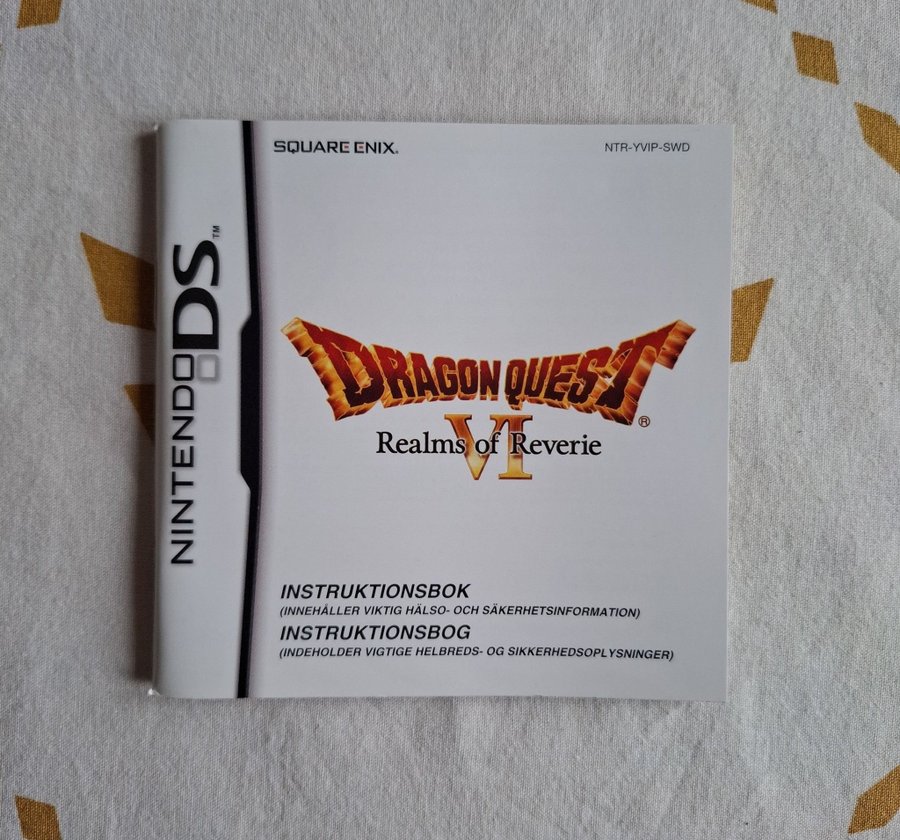 SQUARE ENIX®
NTR-YVIP-SWD
NINTENDO DS™
DRAGON QUEST®
VI
Realms of Reverie
INSTRUKTIONSBOK
(INNEHÅLLER VIKTIG HÄLSO- OCH SÄKERHETSINFORMATION)
INSTRUKTIONSBOG
(INDEHOLDER VIGTIGE HELBREDS- OG SIKKERHEDSOPLYSNINGER)